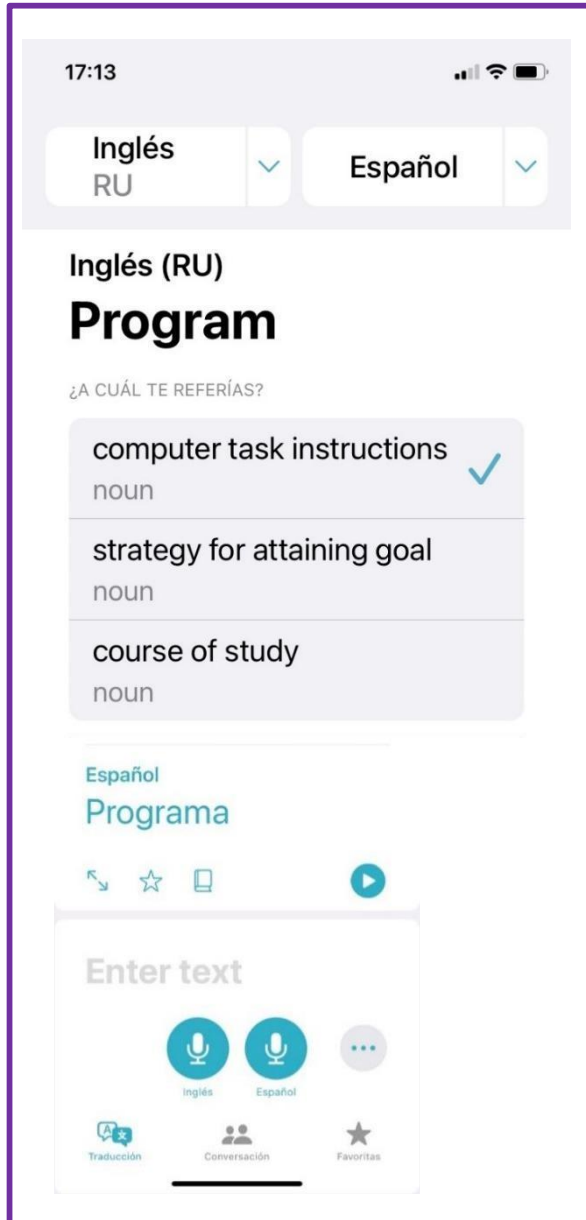 17:13
Inglés
RU
Español
Inglés (RU)
Program
¿A CUÁL TE REFERÍAS?
computer task instructions
noun
strategy for attaining goal
noun
course of study
noun
Español
Programa
Enter text
Inglés Español
Traducción Conversación Favoritas